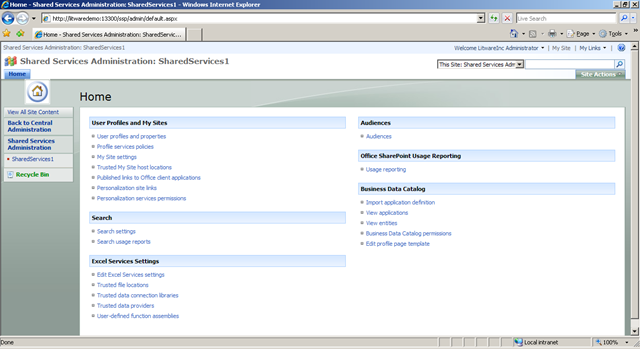 Home - Shared Services Administration: SharedServices1 - Windows Internet Explorer
http://litwaredemo:13300/ssp/admin/default.aspx
Live Search
Home - Shared Services Administration: SharedServic...
Page
Tools
Shared Services Administration: SharedServices1
Welcome LitwareInc Administrator
My Site
My Links
Shared Services Administration: SharedServices1
This Site: Shared Services Adm
Home
Site Actions
Home
View All Site Content
Back to Central
Administration
Shared Services
Administration
SharedServices1
Recycle Bin
User Profiles and My Sites
User profiles and properties
Profile services policies
My Site settings
Trusted My Site host locations
Published links to Office client applications
Personalization site links
Personalization services permissions
Search
Search settings
Search usage reports
Excel Services Settings
Edit Excel Services settings
Trusted file locations
Trusted data connection libraries
Trusted data providers
User-defined function assemblies
Audiences
Audiences
Office SharePoint Usage Reporting
Usage reporting
Business Data Catalog
Import application definition
View applications
View entities
Business Data Catalog permissions
Edit profile page template
Done
Local intranet
100%